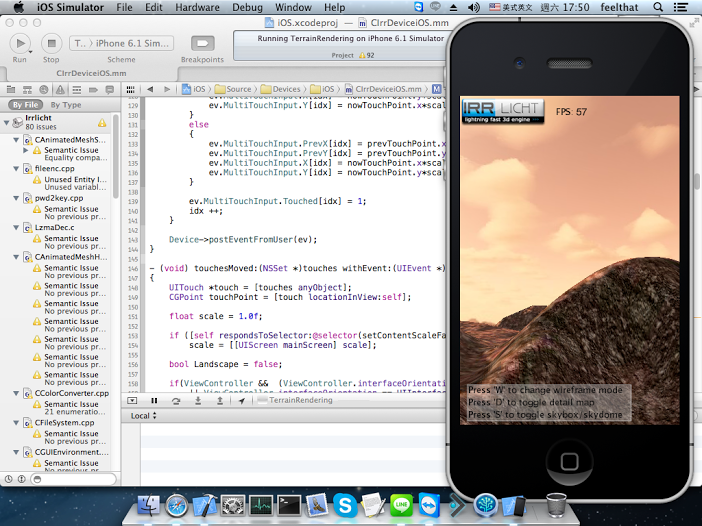 iOS Simulator File Edit Hardware Debug Window Help 美式英文 週六 17:50 feelthat
iOS.xcodeproj — CIrrDeviceiOS.mm
Run Stop T... iPhone 6.1 Sim... Breakpoints
Running TerrainRendering on iPhone 6.1 Simulator
Project 92
CIrrDeviceiOS.mm
iOS Source Devices iOS CIrrDeviceiOS.mm
By File By Type
Irrlicht
80 issues
CAnimatedMeshS...
Semantic Issue
Equality compa...
fileenc.cpp
Unused Entity I...
Unused variabl...
pwd2key.cpp
Semantic Issue
No previous pr...
LzmaDec.c
Semantic Issue
No previous pr...
CAnimatedMeshH...
Semantic Issue
No previous pr...
Semantic Issue
No previous pr...
Semantic Issue
No previous pr...
Semantic Issue
No previous pr...
Semantic Issue
No previous pr...
Semantic Issue
No previous pr...
CColorConverter.cpp
Semantic Issue
21 enumeratio...
CFileSystem.cpp
Semantic Issue
No previous pr...
CGUIEnvironment....
Semantic Issue
No previous pr...
130 ev.MultiTouchInput.Y[idx] = nowTouchPoint.x*scal
131 }
132 else
133 {
134 ev.MultiTouchInput.PrevX[idx] = prevTouchPoint.x
135 ev.MultiTouchInput.PrevY[idx] = prevTouchPoint.y
136 ev.MultiTouchInput.X[idx] = nowTouchPoint.x*scal
137 ev.MultiTouchInput.Y[idx] = nowTouchPoint.y*scal
138 }
139
140 ev.MultiTouchInput.Touched[idx] = 1;
141 idx ++;
142 }
143
144 Device->postEventFromUser(ev);
145 }
146
147 - (void) touchesMoved:(NSSet *)touches withEvent:(UIEvent *)
148 {
149 UITouch *touch = [touches anyObject];
150 CGPoint touchPoint = [touch locationInView:self];
151
152 float scale = 1.0f;
153
154 if ([self respondsToSelector:@selector(setContentScaleFa
155 scale = [[UIScreen mainScreen] scale];
156
157 bool Landscape = false;
158
159 if(ViewController && (ViewController.interfaceOrientatio
TerrainRendering
Local
IRRLICHT
lightning fast 3d engine
FPS: 57
Press 'W' to change wireframe mode
Press 'D' to toggle detail map
Press 'S' to toggle skybox/skydome